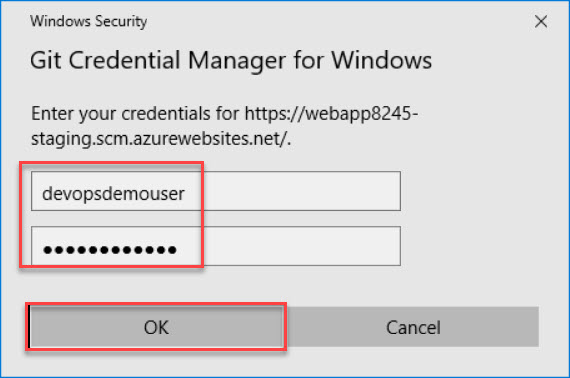 Windows Security
Git Credential Manager for Windows
Enter your credentials for https://webapp8245-
staging.scm.azurewebsites.net/.
devopsdemouser
●●●●●●●●●●●●
OK Cancel